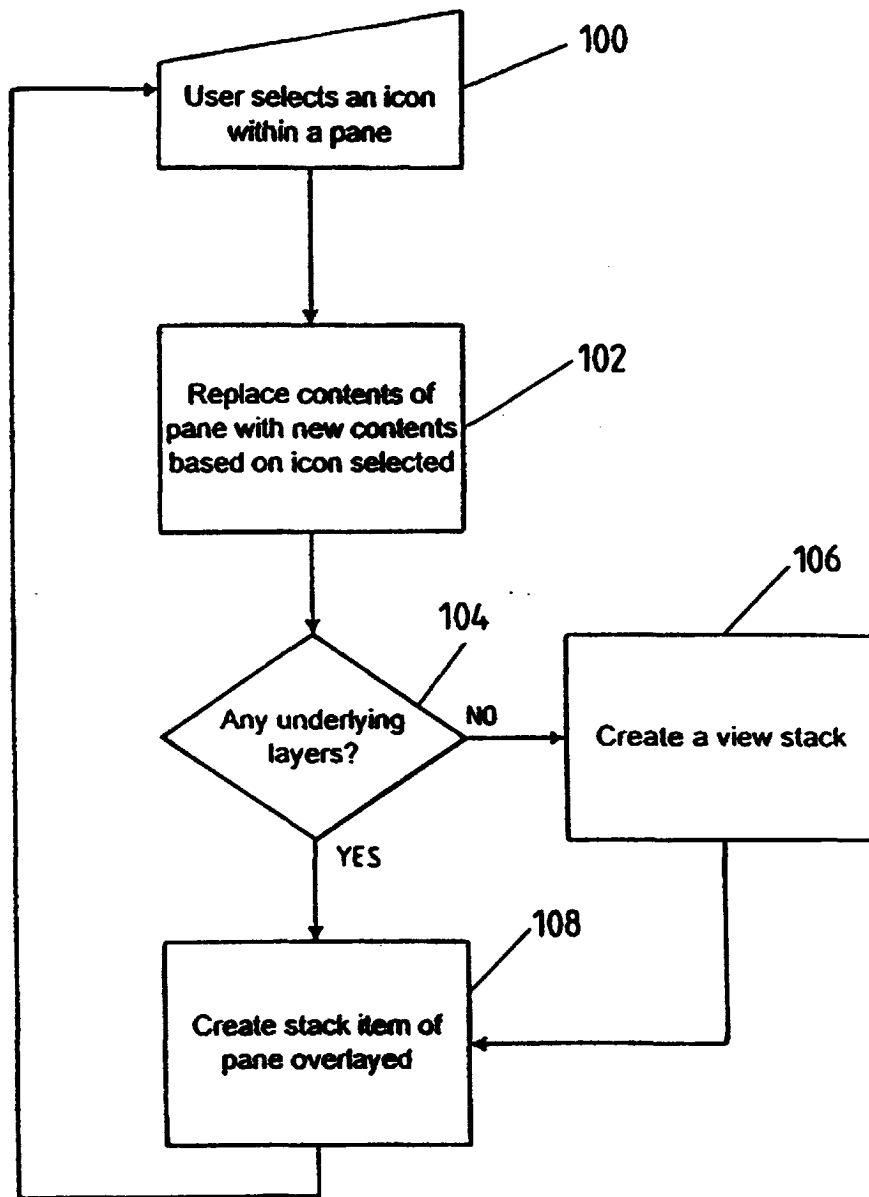 100
User selects an icon
within a pane
102
Replace contents of
pane with new contents
based on icon selected
104
106
Any underlying
layers?
NO
Create a view stack
YES
108
Create stack item of
pane overlayed